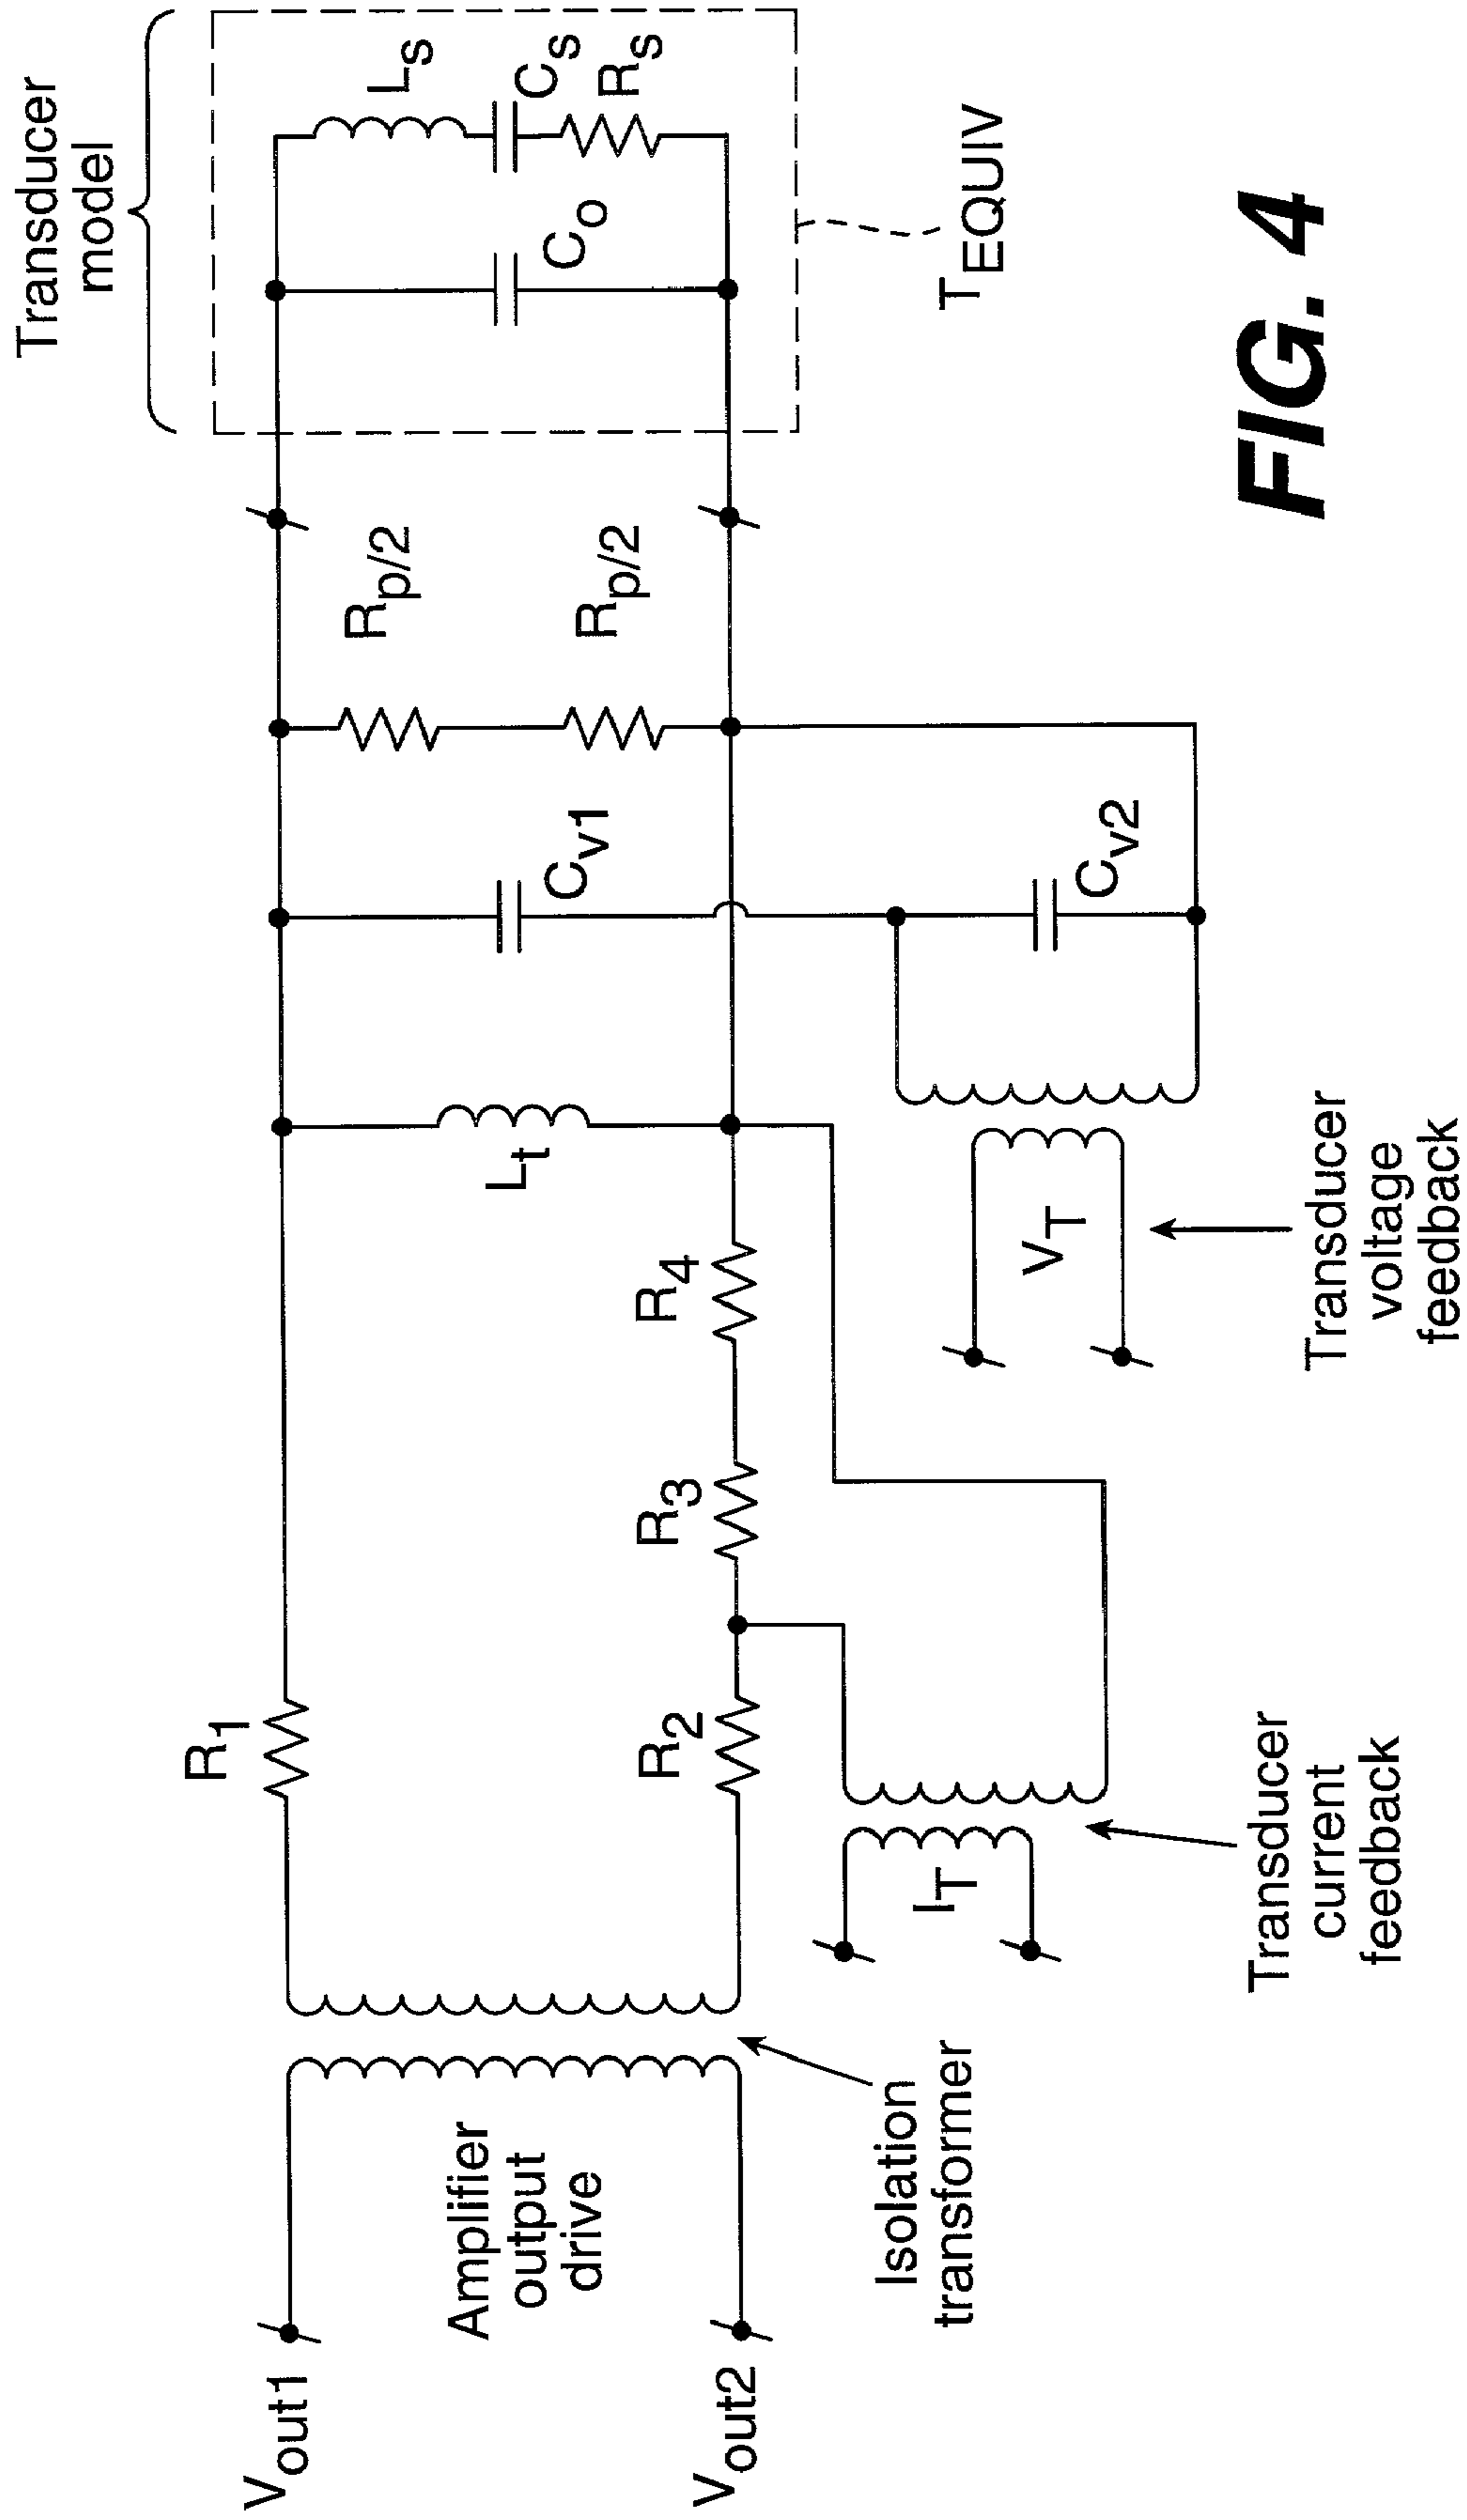 Transducer
model
Ls
Cs
Rs
Co
TEQUIV
Rp/2
Rp/2
Cv1
Cv2
Lt
R4
R3
R1
R2
VT
Transducer
voltage
feedback
IT
Transducer
current
feedback
Isolation
transformer
Amplifier
output
drive
Vout1
Vout2
FIG. 4